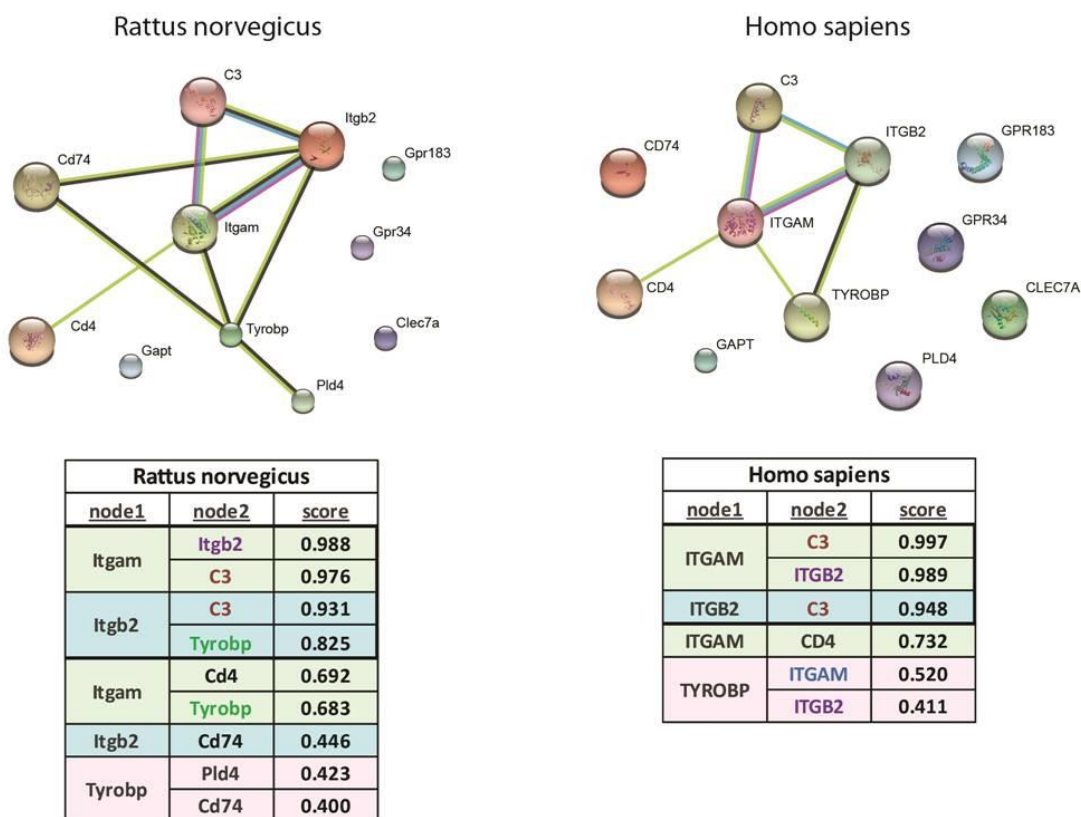 Rattus norvegicus
C3
Itgb2
Gpr183
Cd74
Itgam
Gpr34
Cd4
Tyrobp
Clec7a
Gapt
Pld4
Homo sapiens
C3
ITGB2
GPR183
CD74
ITGAM
GPR34
CD4
TYROBP
CLEC7A
GAPT
PLD4
Rattus norvegicus
node1 node2 score
Itgam Itgb2 0.988
C3 0.976
Itgb2 C3 0.931
Tyrobp 0.825
Itgam Cd4 0.692
Tyrobp 0.683
Itgb2 Cd74 0.446
Tyrobp Pld4 0.423
Cd74 0.400
Homo sapiens
node1 node2 score
ITGAM C3 0.997
ITGB2 0.989
ITGB2 C3 0.948
ITGAM CD4 0.732
TYROBP ITGAM 0.520
ITGB2 0.411